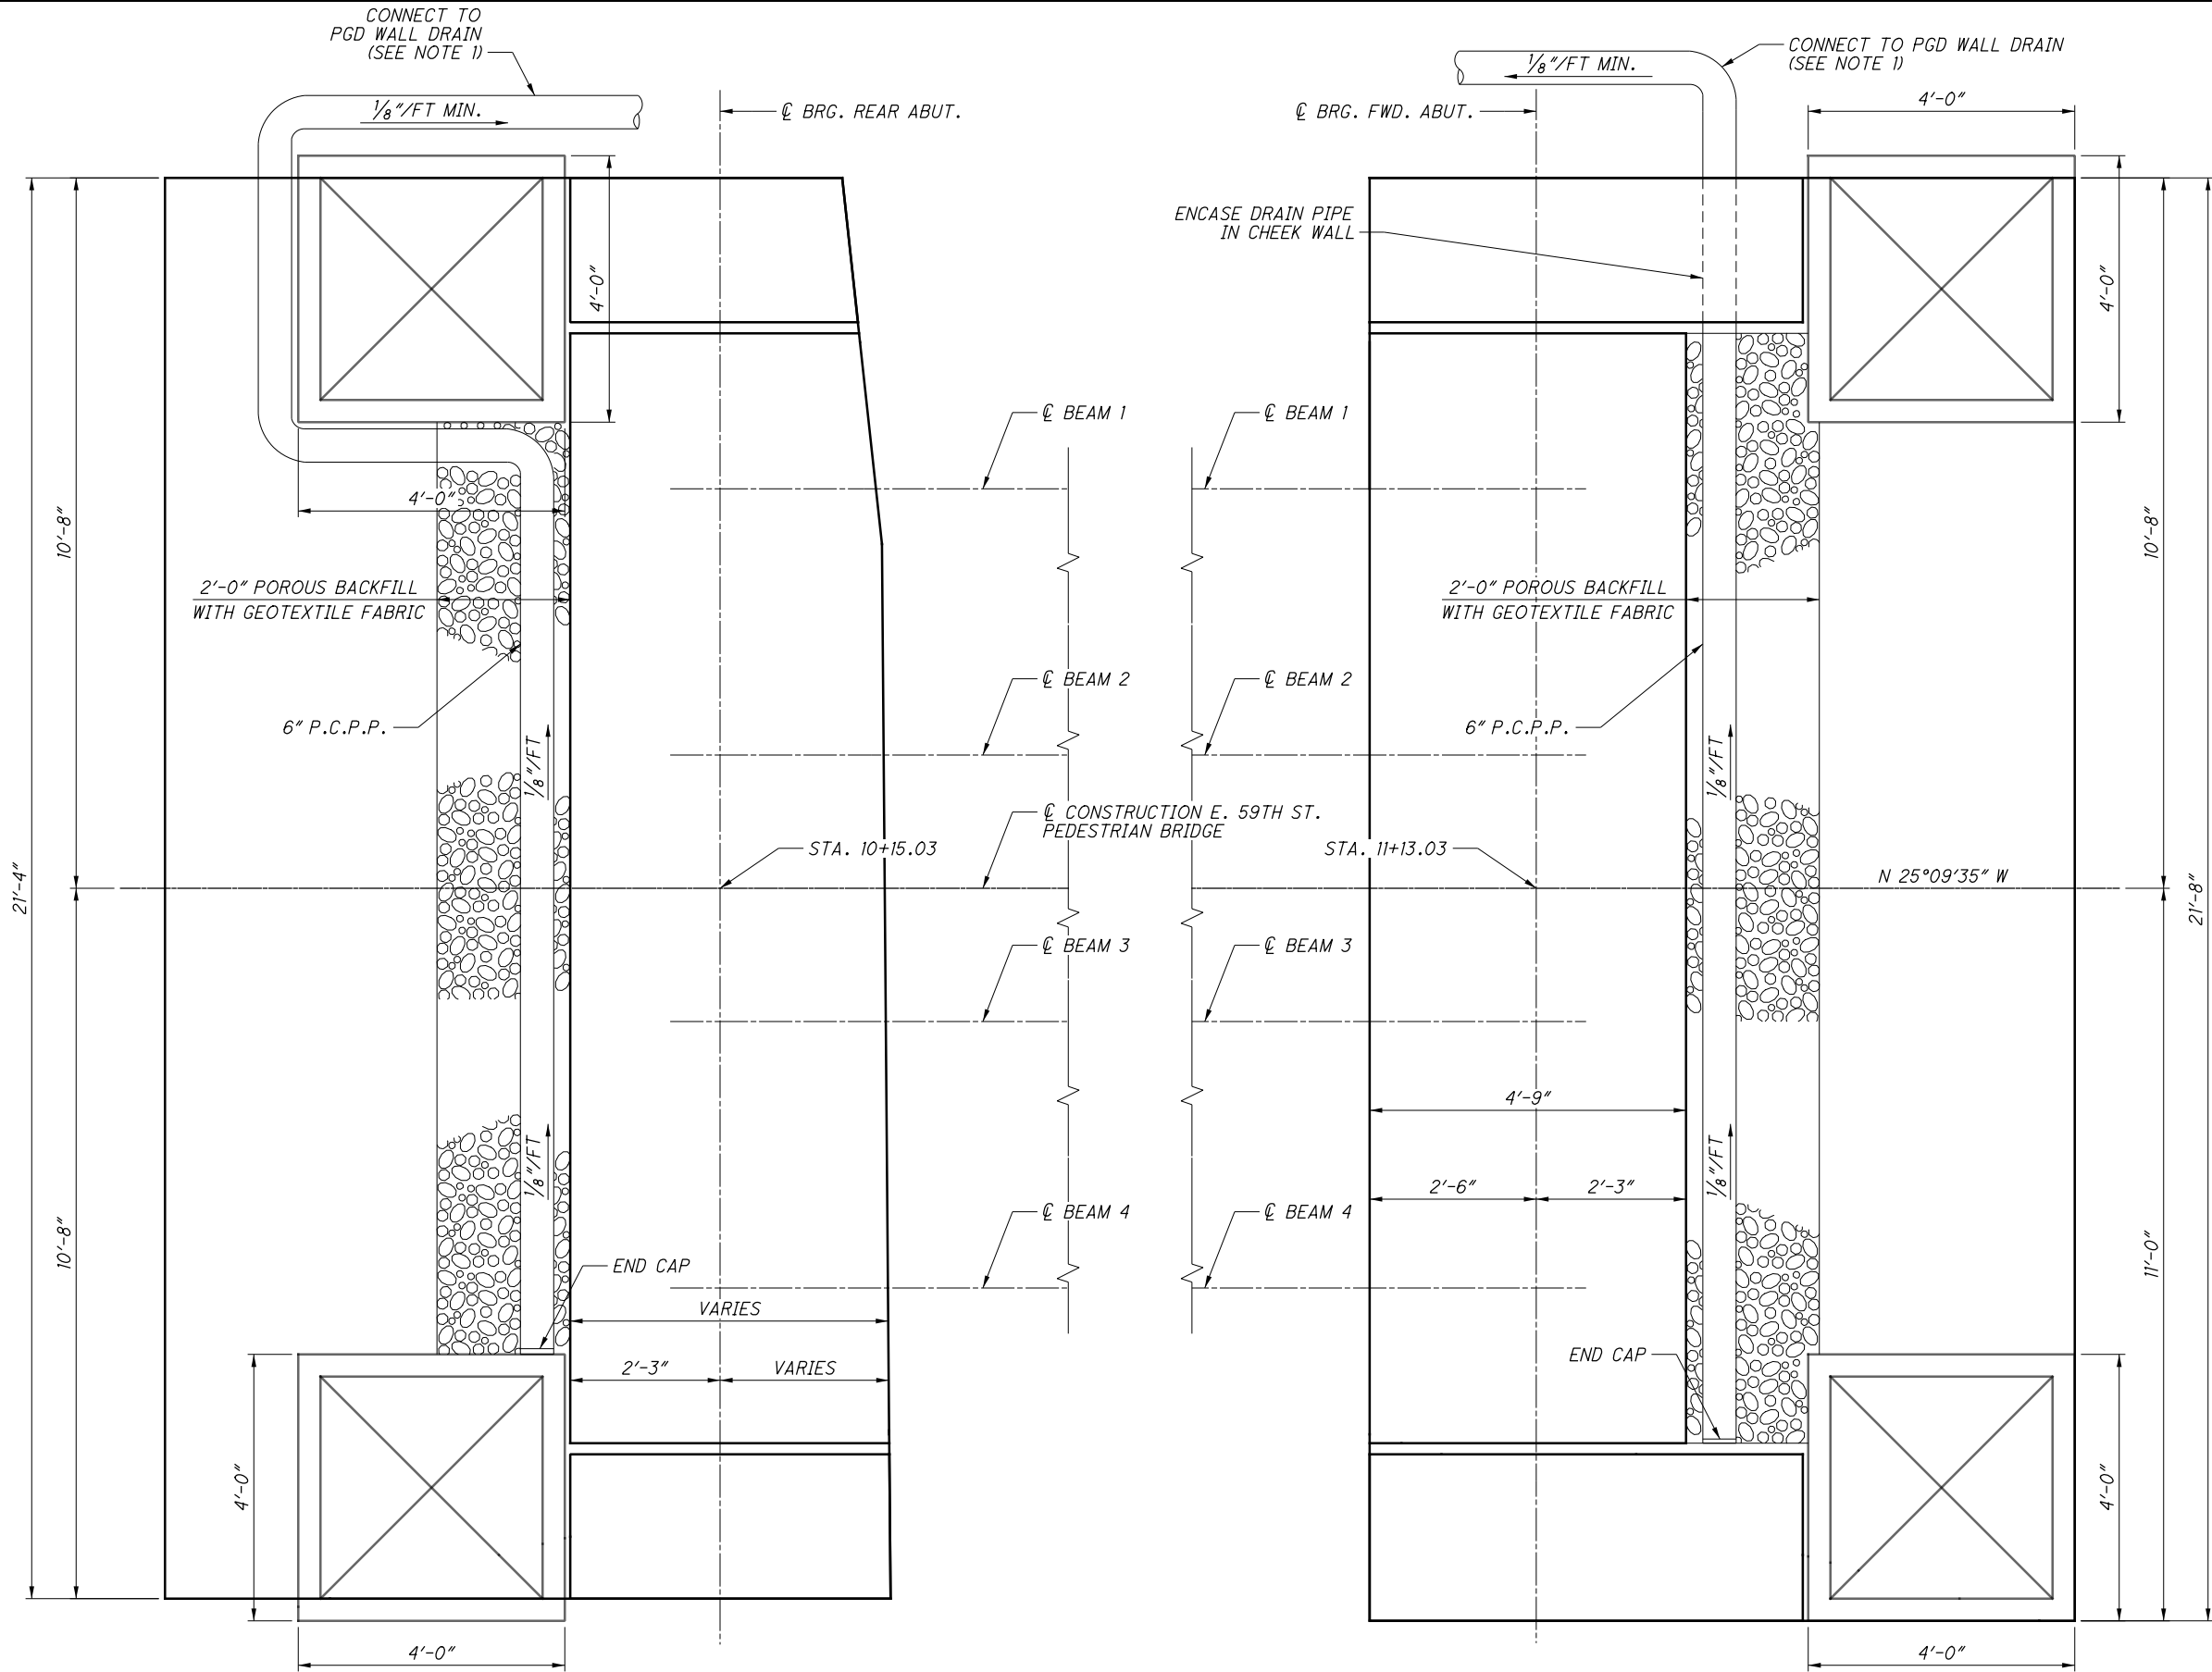 CONNECT TO
PGD WALL DRAIN
(SEE NOTE 1)
1/8"/FT MIN.
℄ BRG. REAR ABUT.
4'-0"
4'-0"
10'-8"
21'-4"
10'-8"
2'-0" POROUS BACKFILL
WITH GEOTEXTILE FABRIC
6" P.C.P.P.
1/8"/FT
1/8"/FT
STA. 10+15.03
END CAP
VARIES
2'-3"
VARIES
4'-0"
4'-0"
℄ BEAM 1
℄ BEAM 2
℄ CONSTRUCTION E. 59TH ST.
PEDESTRIAN BRIDGE
℄ BEAM 3
℄ BEAM 4
1/8"/FT MIN.
CONNECT TO PGD WALL DRAIN
(SEE NOTE 1)
℄ BRG. FWD. ABUT.
4'-0"
ENCASE DRAIN PIPE
IN CHEEK WALL
4'-0"
℄ BEAM 1
10'-8"
2'-0" POROUS BACKFILL
WITH GEOTEXTILE FABRIC
℄ BEAM 2
6" P.C.P.P.
1/8"/FT
STA. 11+13.03
N 25°09'35" W
21'-8"
℄ BEAM 3
4'-9"
1/8"/FT
2'-6"
2'-3"
℄ BEAM 4
11'-0"
END CAP
4'-0"
4'-0"